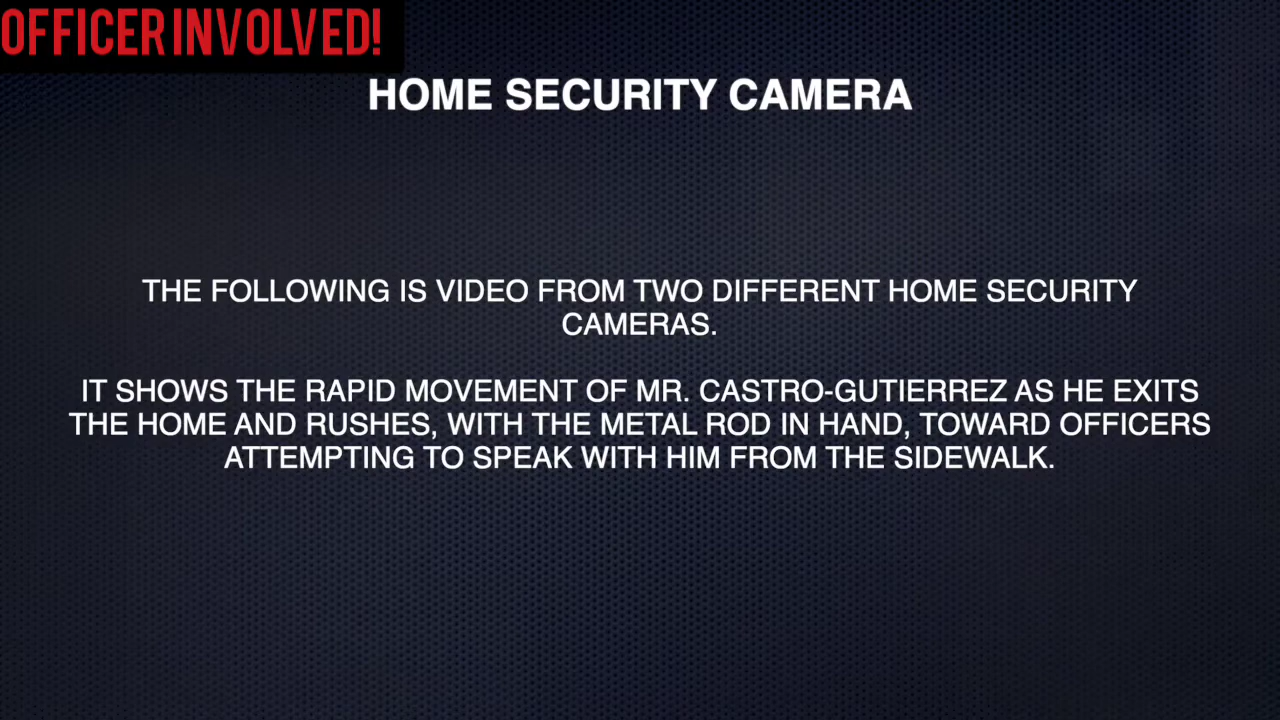 OFFICER INVOLVED!
HOME SECURITY CAMERA
THE FOLLOWING IS VIDEO FROM TWO DIFFERENT HOME SECURITY
CAMERAS.
IT SHOWS THE RAPID MOVEMENT OF MR. CASTRO-GUTIERREZ AS HE EXITS
THE HOME AND RUSHES, WITH THE METAL ROD IN HAND, TOWARD OFFICERS
ATTEMPTING TO SPEAK WITH HIM FROM THE SIDEWALK.